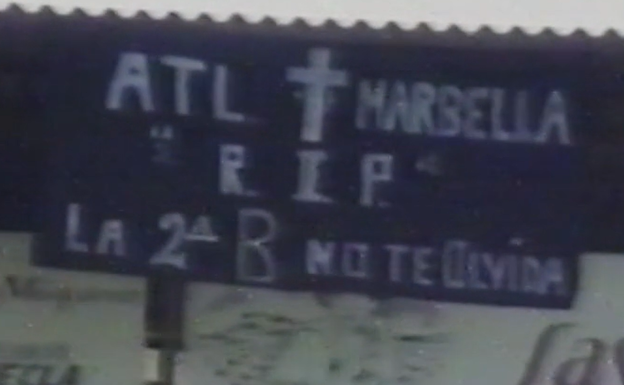 ATL ✝ MARBELLA
" R.I.P. "
LA 2ª B NO TE OLVIDA